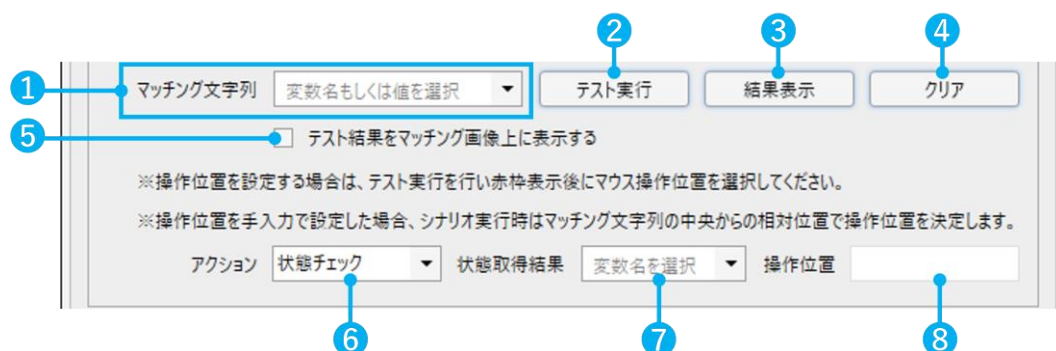 2 3 4
1 マッチング文字列 変数名もしくは値を選択 テスト実行 結果表示 クリア
5 テスト結果をマッチング画像上に表示する
※操作位置を設定する場合は、テスト実行を行い赤枠表示後にマウス操作位置を選択してください。
※操作位置を手入力で設定した場合、シナリオ実行時はマッチング文字列の中央からの相対位置で操作位置を決定します。
アクション 状態チェック 状態取得結果 変数名を選択 操作位置
6 7 8